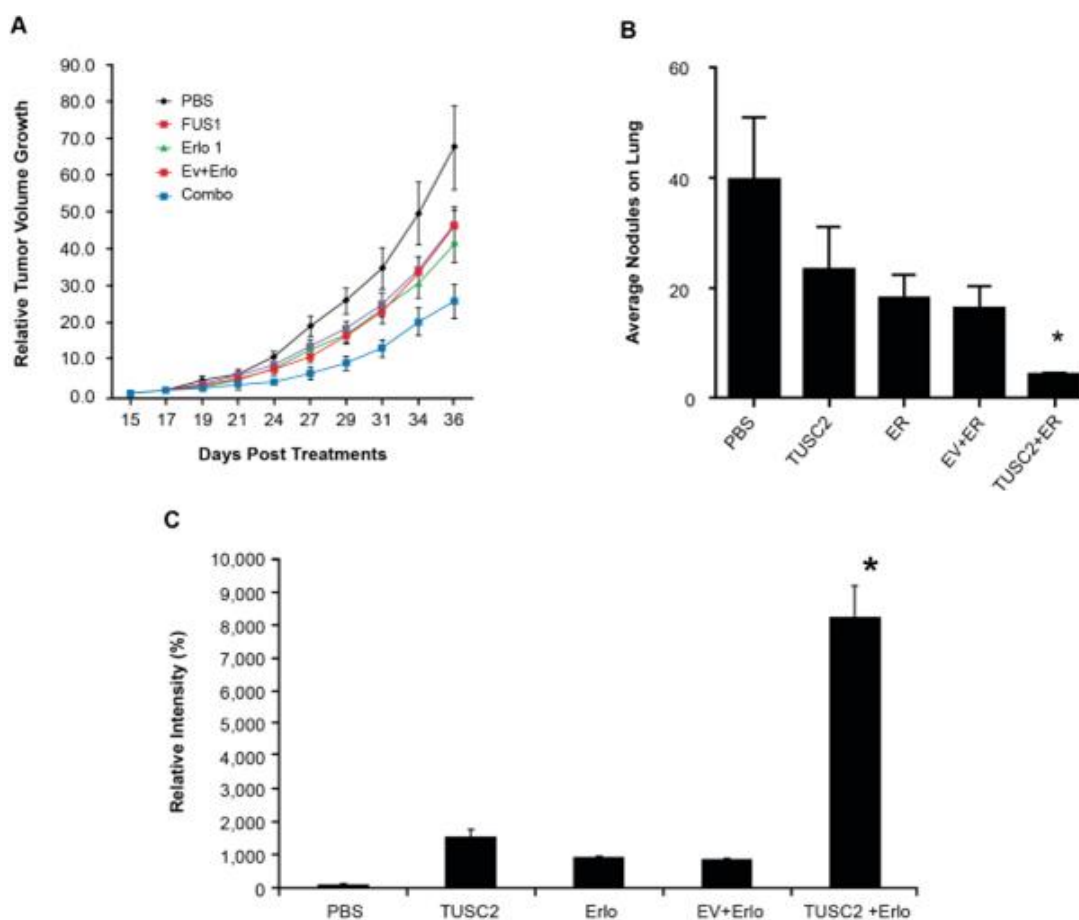 A
Relative Tumor Volume Growth
90.0
80.0
70.0
60.0
50.0
40.0
30.0
20.0
10.0
0.0
PBS
FUS1
Erlo 1
Ev+Erlo
Combo
15 17 19 21 24 27 29 31 34 36
Days Post Treatments
B
Average Nodules on Lung
60
40
20
0
*
PBS
TUSC2
ER
EV+ER
TUSC2+ER
C
Relative Intensity (%)
10,000
9,000
8,000
7,000
6,000
5,000
4,000
3,000
2,000
1,000
0
*
PBS TUSC2 Erlo EV+Erlo TUSC2 +Erlo